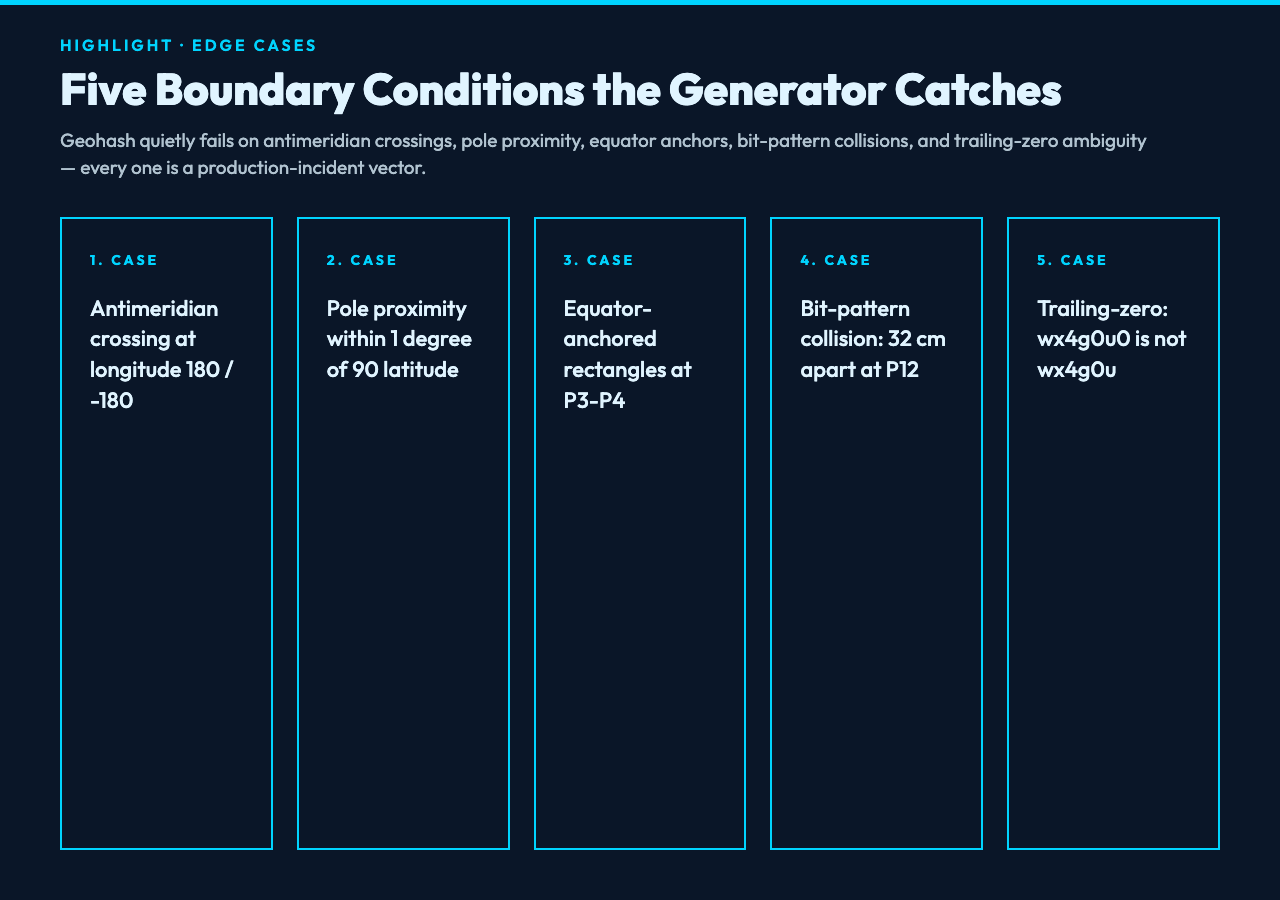 HIGHLIGHT · EDGE CASES
Five Boundary Conditions the Generator Catches
Geohash quietly fails on antimeridian crossings, pole proximity, equator anchors, bit-pattern collisions, and trailing-zero ambiguity
— every one is a production-incident vector.
1. CASE
Antimeridian
crossing at
longitude 180 /
-180
2. CASE
Pole proximity
within 1 degree
of 90 latitude
3. CASE
Equator-
anchored
rectangles at
P3-P4
4. CASE
Bit-pattern
collision: 32 cm
apart at P12
5. CASE
Trailing-zero:
wx4g0u0 is not
wx4g0u